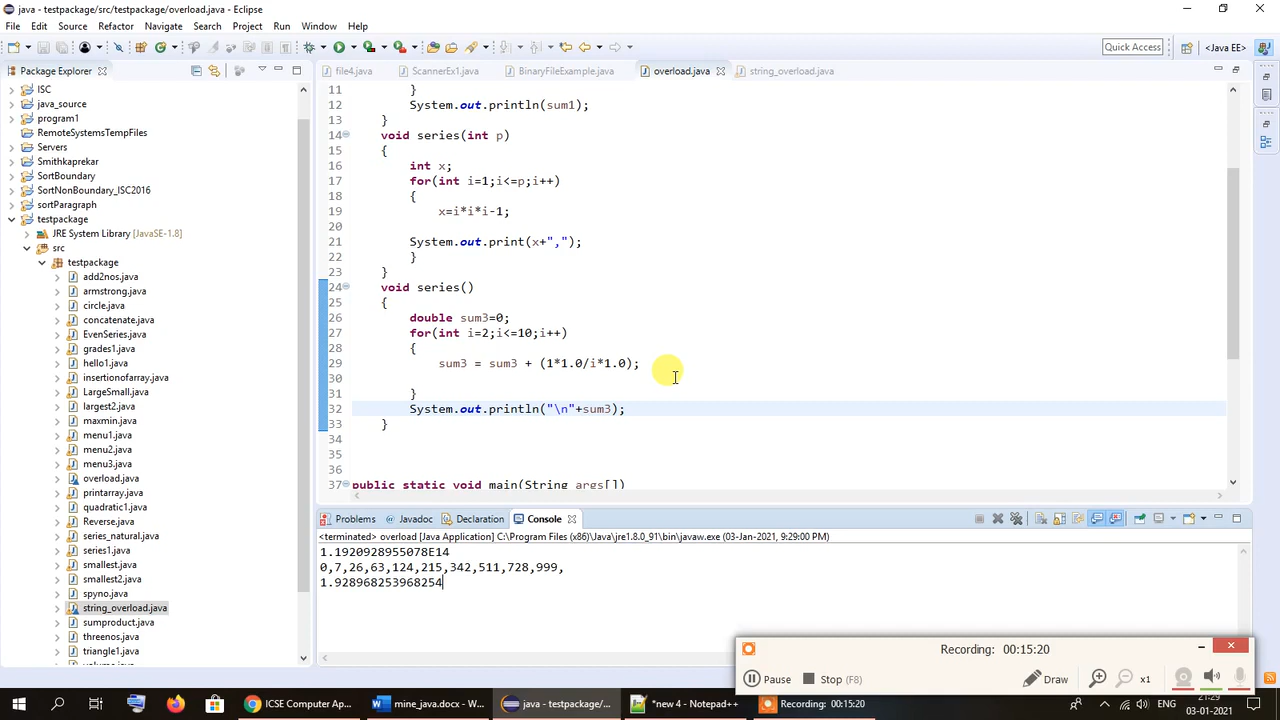 java - testpackage/src/testpackage/overload.java - Eclipse
File Edit Source Refactor Navigate Search Project Run Window Help
Quick Access
<Java EE>
Package Explorer
file4.java
ScannerEx1.java
BinaryFileExample.java
overload.java
string_overload.java
ISC
java_source
program1
RemoteSystemsTempFiles
Servers
Smithkaprekar
SortBoundary
SortNonBoundary_ISC2016
sortParagraph
testpackage
JRE System Library [JavaSE-1.8]
src
testpackage
add2nos.java
armstrong.java
circle.java
concatenate.java
EvenSeries.java
grades1.java
hello1.java
insertionofarray.java
LargeSmall.java
largest2.java
maxmin.java
menu1.java
menu2.java
menu3.java
overload.java
printarray.java
quadratic1.java
Reverse.java
series_natural.java
series1.java
smallest.java
smallest2.java
spyno.java
string_overload.java
sumproduct.java
threenos.java
triangle1.java
11 }
12 System.out.println(sum1);
13 }
14 void series(int p)
15 {
16 int x;
17 for(int i=1;i<=p;i++)
18 {
19 x=i*i*i-1;
20
21 System.out.print(x+",");
22 }
23 }
24 void series()
25 {
26 double sum3=0;
27 for(int i=2;i<=10;i++)
28 {
29 sum3 = sum3 + (1*1.0/i*1.0);
30
31 }
32 System.out.println("\n"+sum3);
33 }
34
35
36
37 public static void main(String args[])
Problems
Javadoc
Declaration
Console
<terminated> overload [Java Application] C:\Program Files (x86)\Java\jre1.8.0_91\bin\javaw.exe (03-Jan-2021, 9:29:00 PM)
1.1920928955078E14
0,7,26,63,124,215,342,511,728,999,
1.928968253968254
Recording: 00:15:20
Pause
Stop (F8)
Draw
x1
ICSE Computer Ap...
mine_java.docx - W...
java - testpackage/...
*new 4 - Notepad++
Recording: 00:15:20
ENG
21:29
03-01-2021